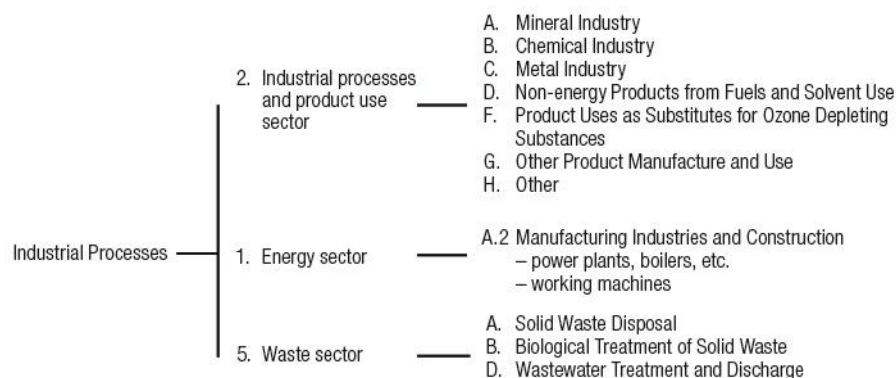 Industrial Processes
2. Industrial processes
and product use
sector
A. Mineral Industry
B. Chemical Industry
C. Metal Industry
D. Non-energy Products from Fuels and Solvent Use
F. Product Uses as Substitutes for Ozone Depleting
Substances
G. Other Product Manufacture and Use
H. Other
1. Energy sector
A.2 Manufacturing Industries and Construction
– power plants, boilers, etc.
– working machines
5. Waste sector
A. Solid Waste Disposal
B. Biological Treatment of Solid Waste
D. Wastewater Treatment and Discharge